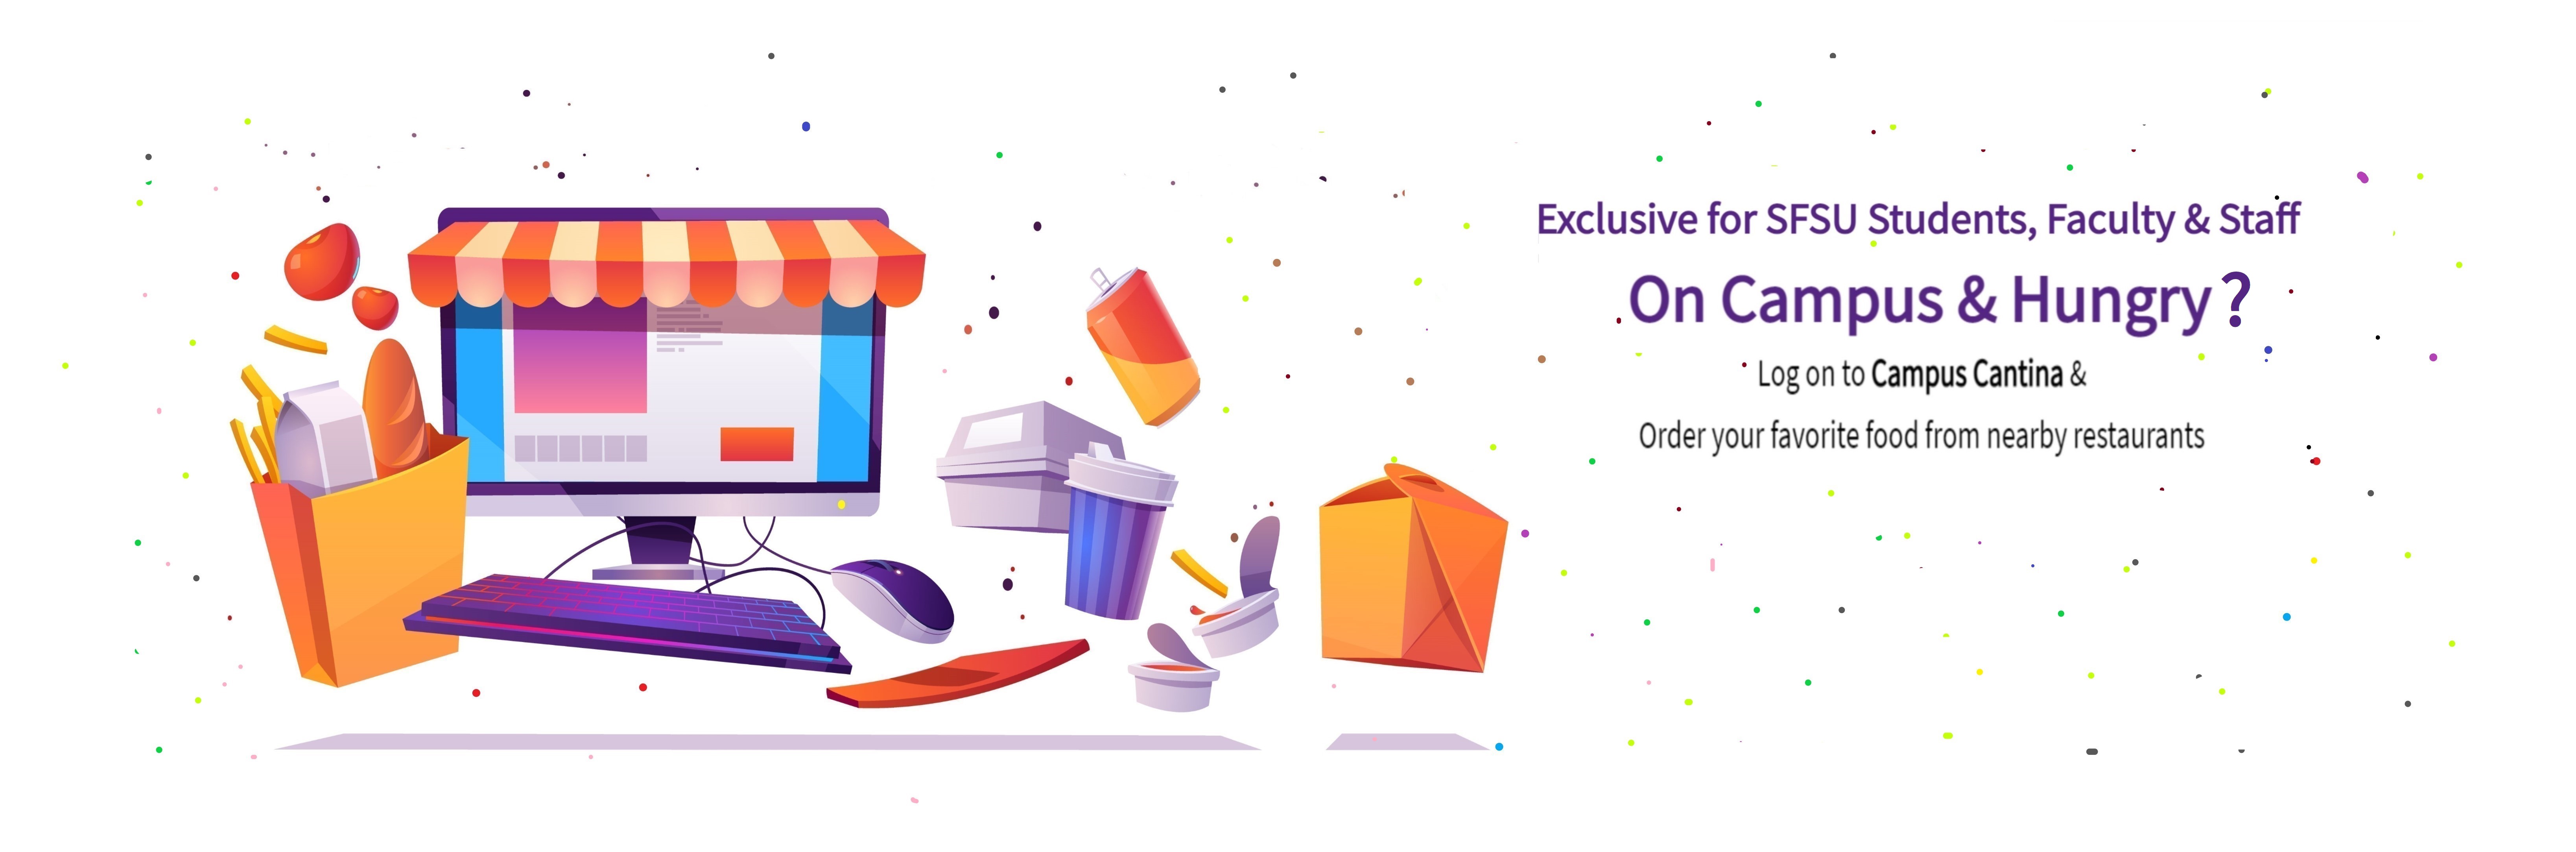 Exclusive for SFSU Students, Faculty & Staff
On Campus & Hungry ?
Log on to Campus Cantina &
Order your favorite food from nearby restaurants